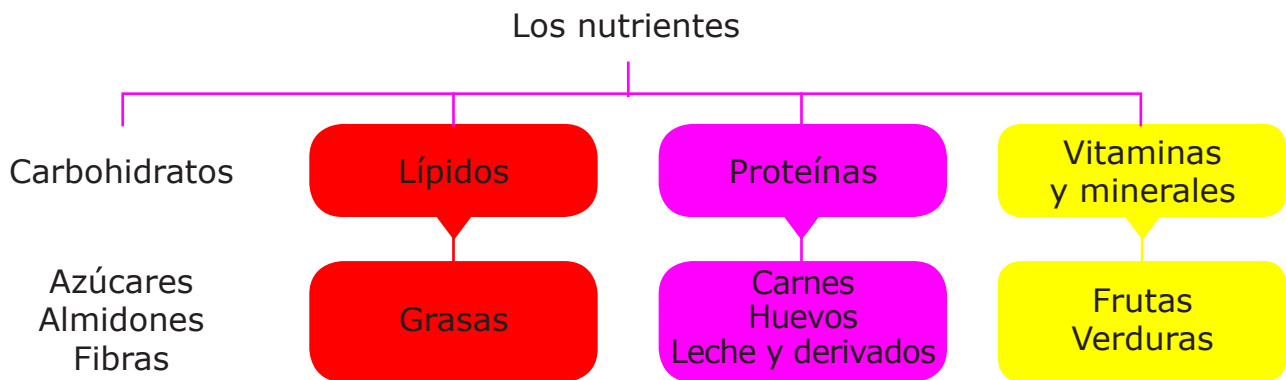 Los nutrientes
Carbohidratos
Lípidos
Proteínas
Vitaminas
y minerales
Azúcares
Almidones
Fibras
Grasas
Carnes
Huevos
Leche y derivados
Frutas
Verduras